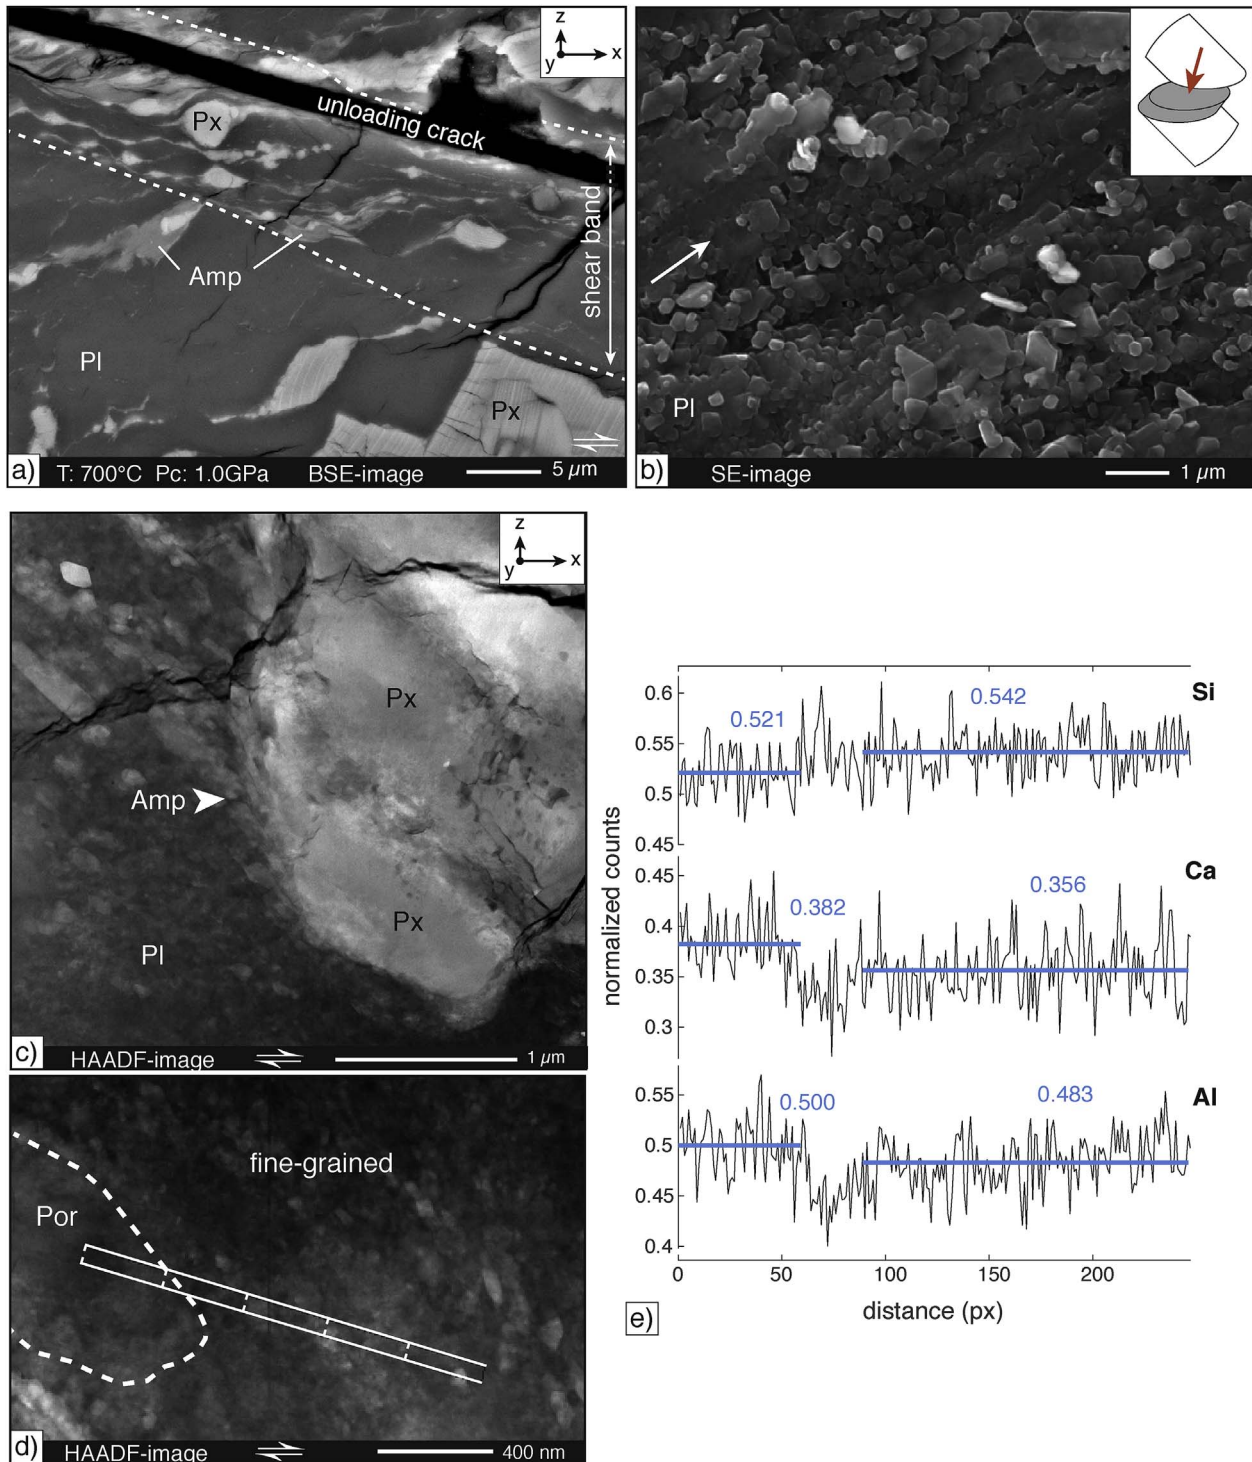 z
x
y
unloading crack
Px
shear band
Amp
Pl
Px
a) T: 700°C Pc: 1.0GPa BSE-image 5 µm
Pl
b) SE-image 1 µm
z
x
y
Px
Amp
Px
Pl
c) HAADF-image 1 µm
fine-grained
Por
d) HAADF-image 400 nm
Si
0.521
0.542
0.6
0.55
0.5
0.45
Ca
0.382
0.356
0.45
0.4
0.35
0.3
Al
0.500
0.483
0.55
0.5
0.45
0.4
normalized counts
0 50 100 150 200
distance (px)
e)